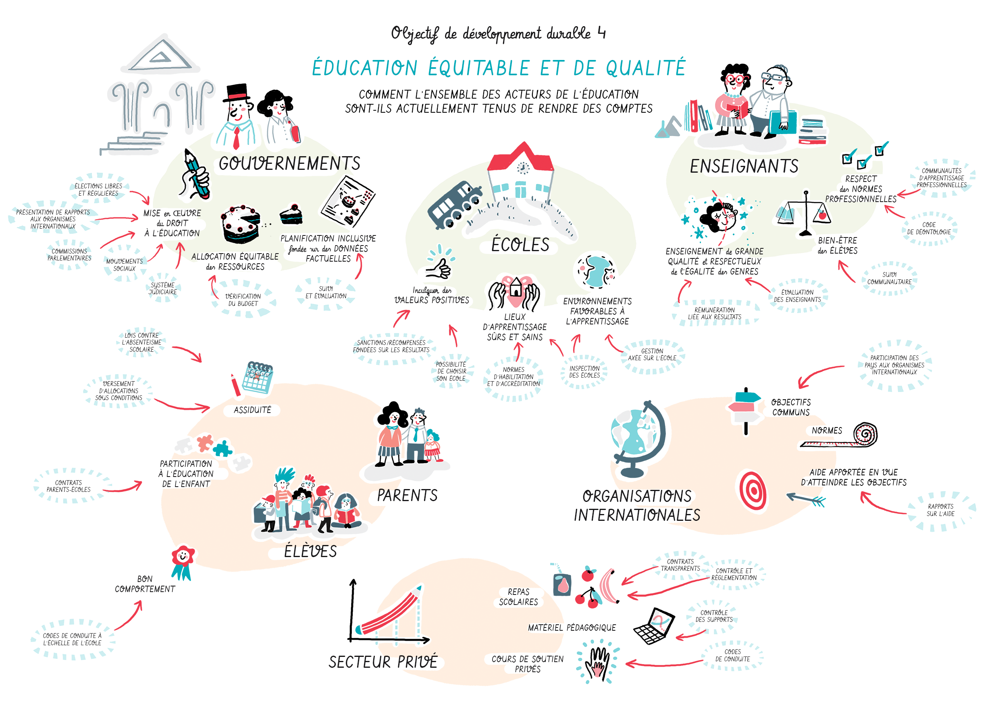 Objectif de développement durable 4
ÉDUCATION ÉQUITABLE ET DE QUALITÉ
COMMENT L'ENSEMBLE DES ACTEURS DE L'ÉDUCATION
SONT-ILS ACTUELLEMENT TENUS DE RENDRE DES COMPTES
GOUVERNEMENTS
ÉLECTIONS LIBRES
ET RÉGULIÈRES
PRÉSENTATION DE RAPPORTS
AUX ORGANISMES
INTERNATIONAUX
COMMISSIONS
PARLEMENTAIRES
MOUVEMENTS
SOCIAUX
SYSTÈME
JUDICIAIRE
MISE en ŒUVRE
du DROIT
À L'ÉDUCATION
ALLOCATION ÉQUITABLE
des RESSOURCES
VÉRIFICATION
DU BUDGET
PLANIFICATION INCLUSIVE
fondée sur des DONNÉES
FACTUELLES
SUIVI
ET ÉVALUATION
ÉCOLES
Inculquer des
VALEURS POSITIVES
LIEUX
D'APPRENTISSAGE
SÛRS ET SAINS
ENVIRONNEMENTS
FAVORABLES À
L'APPRENTISSAGE
SANCTIONS/RÉCOMPENSES
FONDÉES SUR LES RÉSULTATS
POSSIBILITÉ
DE CHOISIR
SON ÉCOLE
NORMES
D'HABILITATION
ET D'ACCRÉDITATION
INSPECTION
DES ÉCOLES
GESTION
AXÉE SUR L'ÉCOLE
ENSEIGNANTS
RESPECT
des NORMES
PROFESSIONNELLES
COMMUNAUTÉS
D'APPRENTISSAGE
PROFESSIONNELLES
CODE
DE DÉONTOLOGIE
BIEN-ÊTRE
des ÉLÈVES
SUIVI
COMMUNAUTAIRE
ENSEIGNEMENT de GRANDE
QUALITÉ et RESPECTUEUX
de l'ÉGALITÉ des GENRES
ÉVALUATION
DES ENSEIGNANTS
RÉMUNÉRATION
LIÉE AUX RÉSULTATS
LOIS CONTRE
L'ABSENTÉISME
SCOLAIRE
VERSEMENT
D'ALLOCATIONS
SOUS CONDITIONS
ASSIDUITÉ
PARTICIPATION
À L'ÉDUCATION
DE L'ENFANT
CONTRATS
PARENTS-ÉCOLES
PARENTS
ÉLÈVES
BON
COMPORTEMENT
CODES DE CONDUITE À
L'ÉCHELLE DE L'ÉCOLE
ORGANISATIONS
INTERNATIONALES
PARTICIPATION DES
PAYS AUX ORGANISMES
INTERNATIONAUX
OBJECTIFS
COMMUNS
NORMES
AIDE APPORTÉE EN VUE
D'ATTEINDRE LES OBJECTIFS
RAPPORTS
SUR L'AIDE
SECTEUR PRIVÉ
REPAS
SCOLAIRES
CONTRATS
TRANSPARENTS
CONTRÔLE ET
RÉGLEMENTATION
MATÉRIEL PÉDAGOGIQUE
CONTRÔLE
DES SUPPORTS
COURS DE SOUTIEN
PRIVÉS
CODES
DE CONDUITE